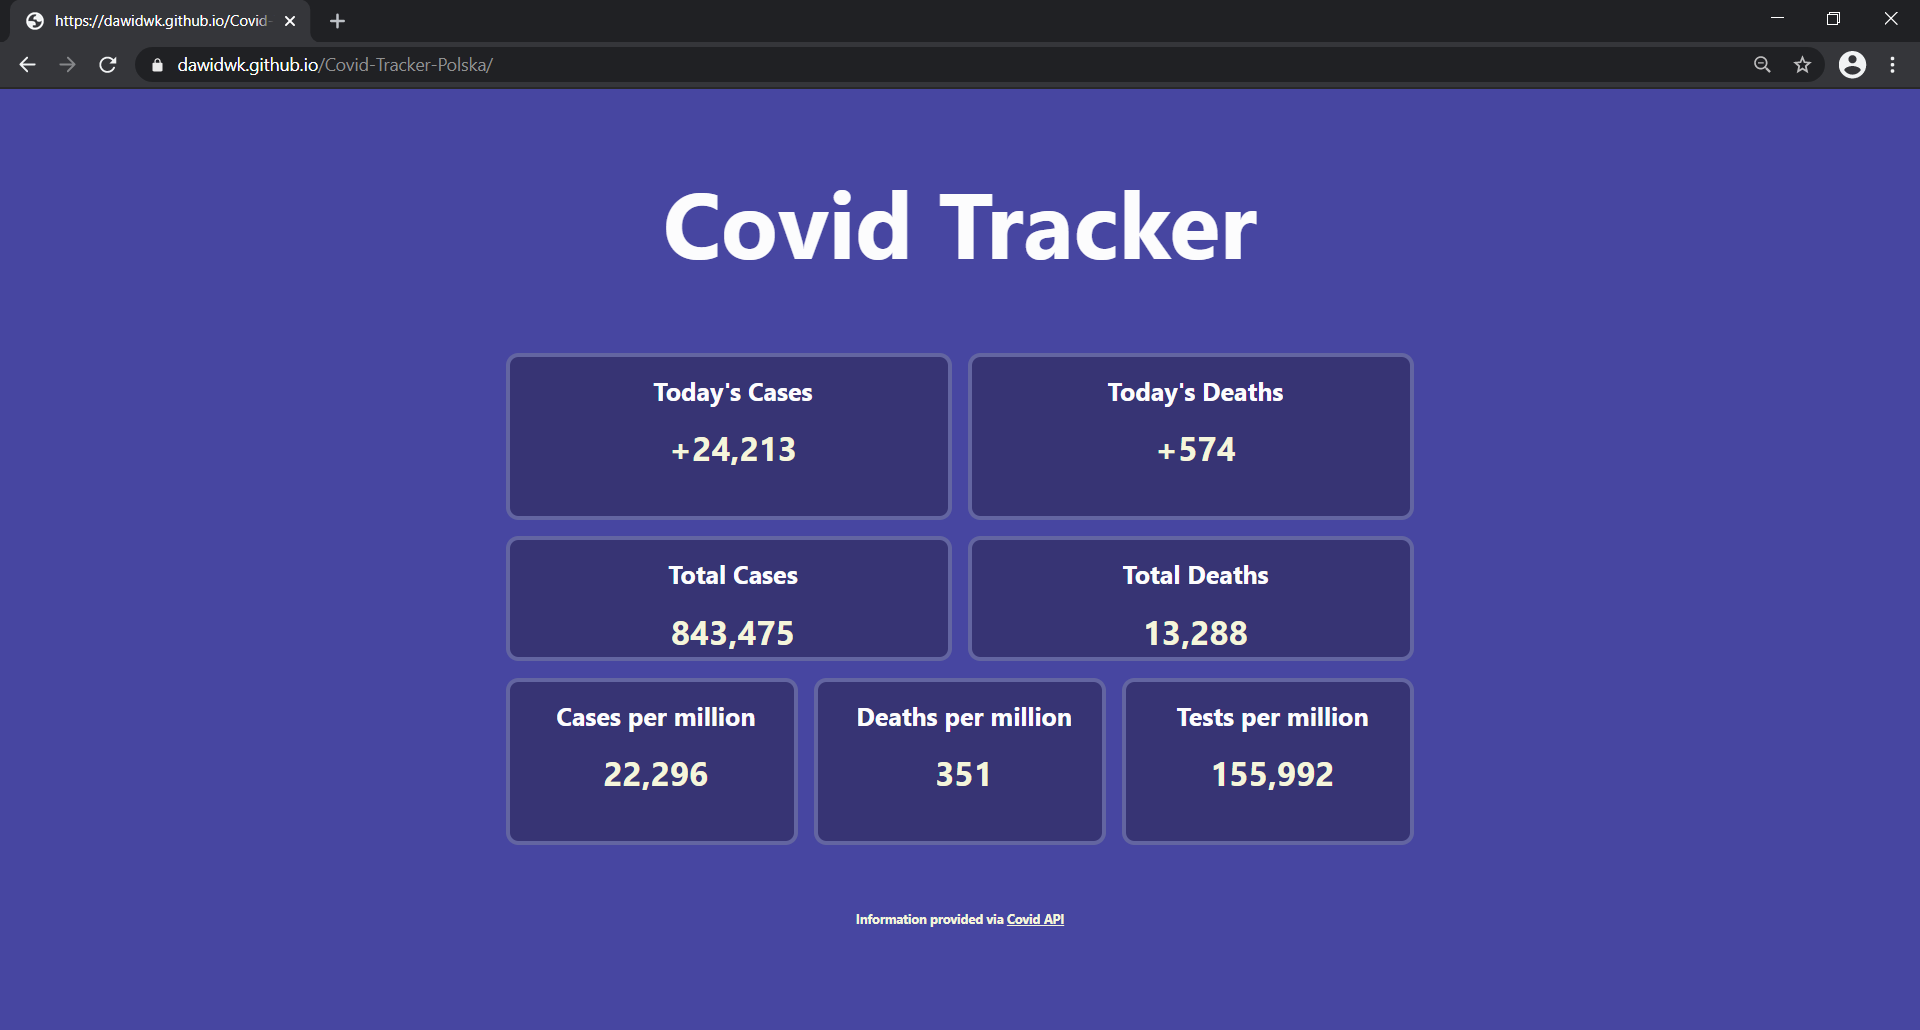 https://dawidwk.github.io/Covid-
dawidwk.github.io/Covid-Tracker-Polska/
Covid Tracker
Today's Cases
+24,213
Today's Deaths
+574
Total Cases
843,475
Total Deaths
13,288
Cases per million
22,296
Deaths per million
351
Tests per million
155,992
Information provided via Covid API